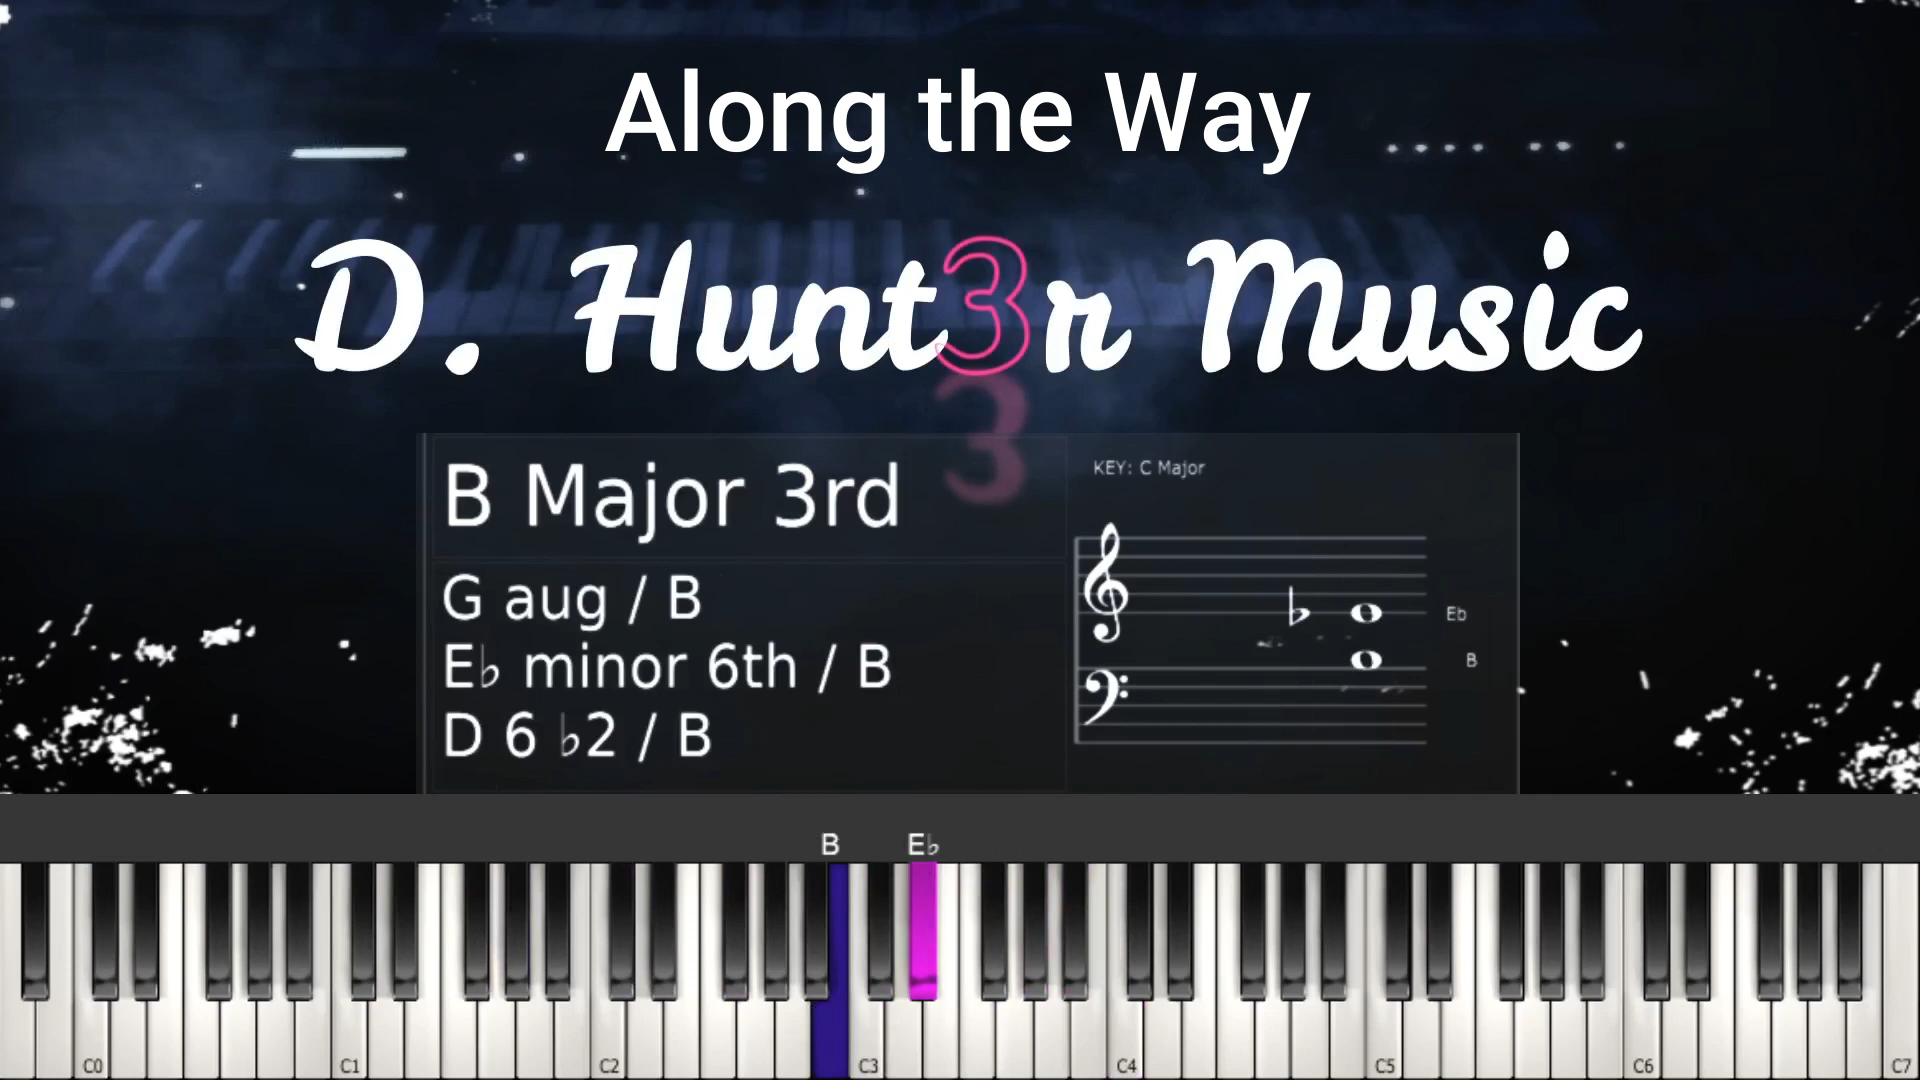 Along the Way
D. Hunt3r Music
3
B Major 3rd
KEY: C Major
G aug / B
E♭ minor 6th / B
D 6 ♭2 / B
Eb
B
B E♭
C0 C1 C2 C3 C4 C5 C6 C7